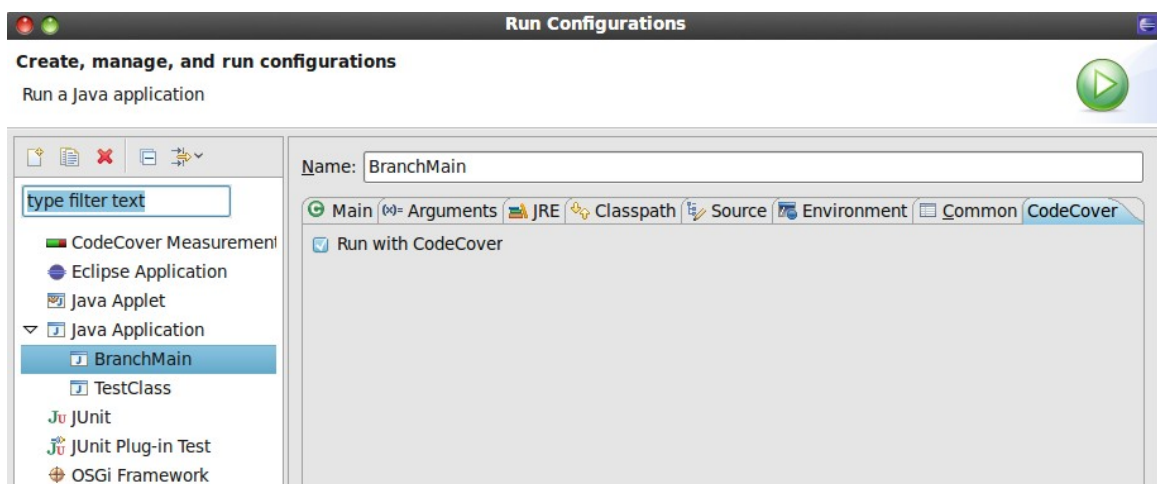 Run Configurations
Create, manage, and run configurations
Run a Java application
Name: BranchMain
type filter text
Main (x)= Arguments JRE Classpath Source Environment Common CodeCover
Run with CodeCover
CodeCover Measurement
Eclipse Application
Java Applet
Java Application
BranchMain
TestClass
Ju JUnit
Jü JUnit Plug-in Test
OSGi Framework